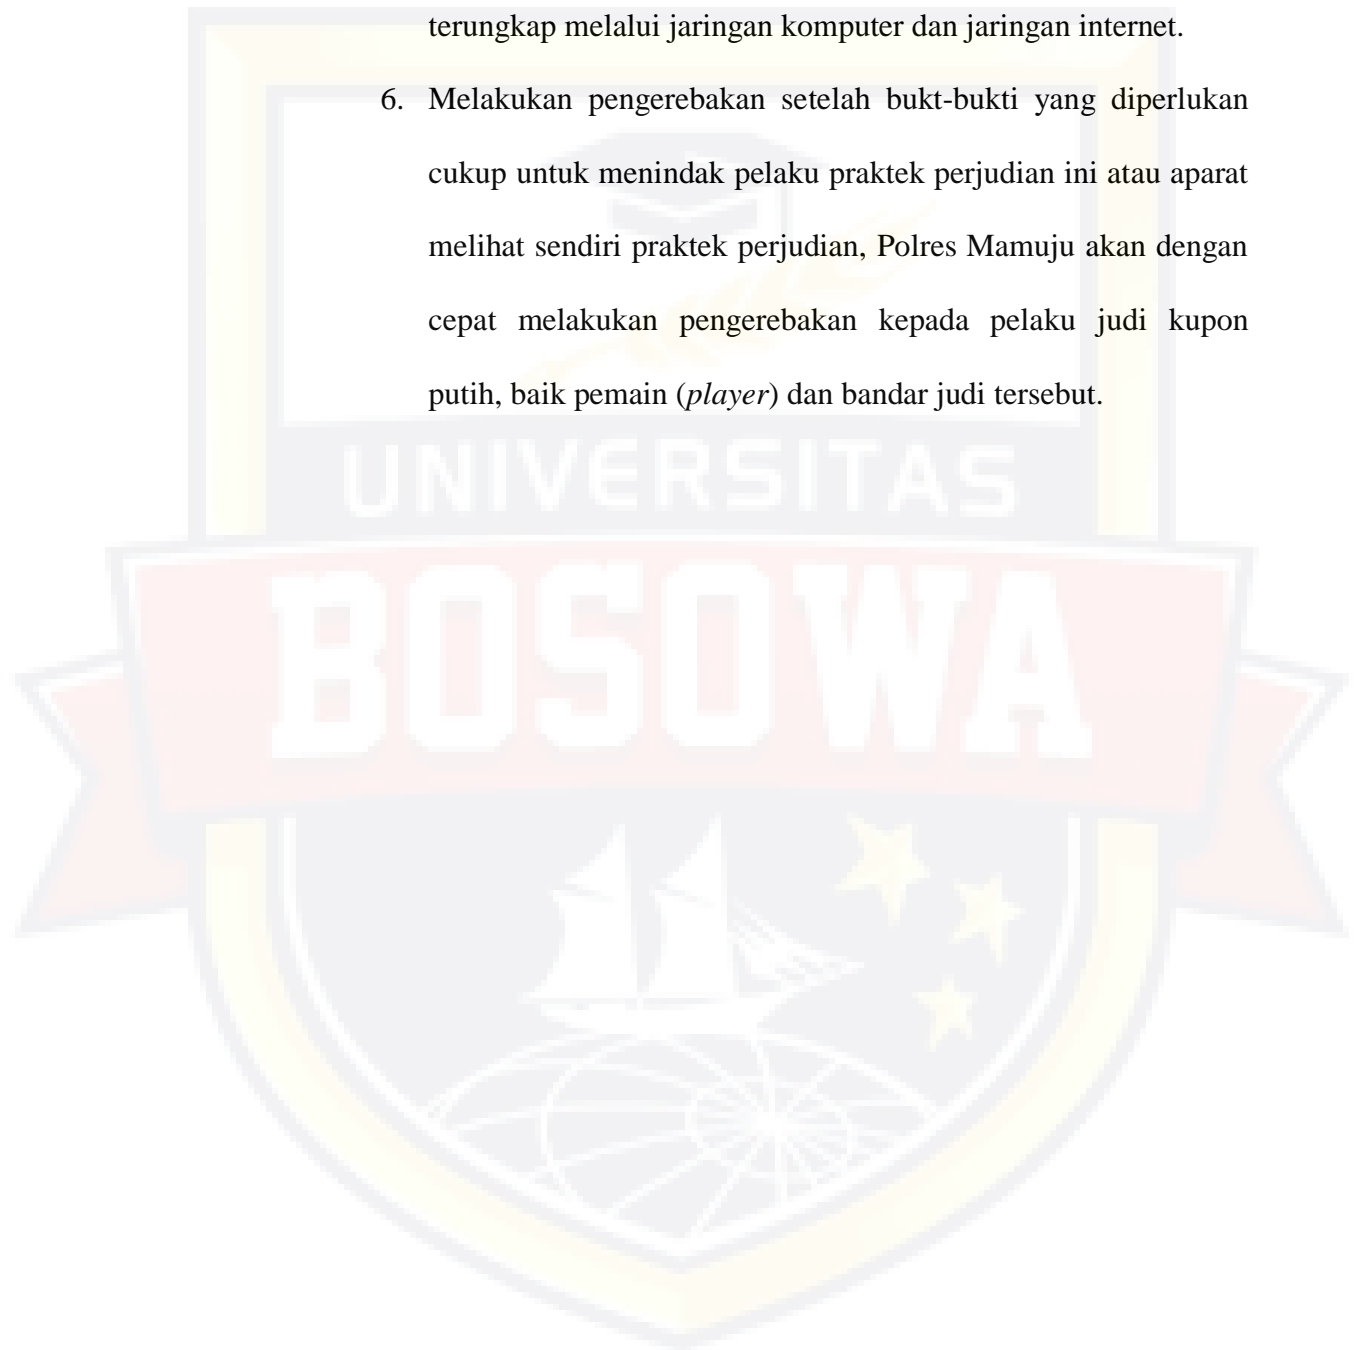 terungkap melalui jaringan komputer dan jaringan internet.
6. Melakukan pengerebakan setelah bukt-bukti yang diperlukan
cukup untuk menindak pelaku praktek perjudian ini atau aparat
melihat sendiri praktek perjudian, Polres Mamuju akan dengan
cepat melakukan pengerebakan kepada pelaku judi kupon
putih, baik pemain (player) dan bandar judi tersebut.
UNIVERSITAS
BOSOWA